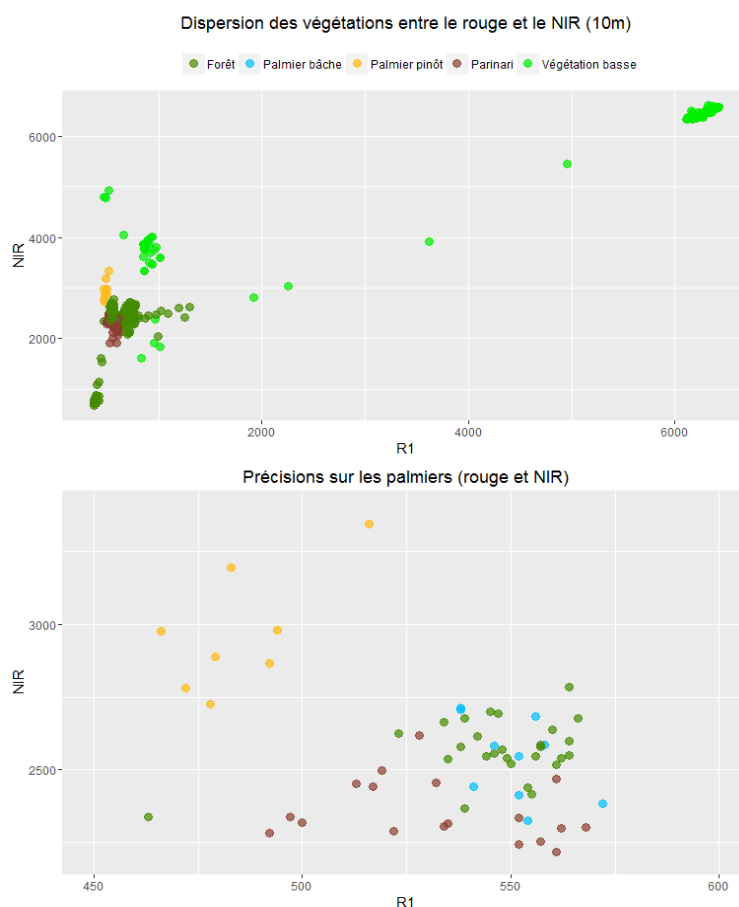 Dispersion des végétations entre le rouge et le NIR (10m)
Forêt Palmier bâche Palmier pinôt Parinari Végétation basse
6000
4000
2000
NIR
2000 4000 6000
R1
Précisions sur les palmiers (rouge et NIR)
3000
2500
NIR
450 500 550 600
R1